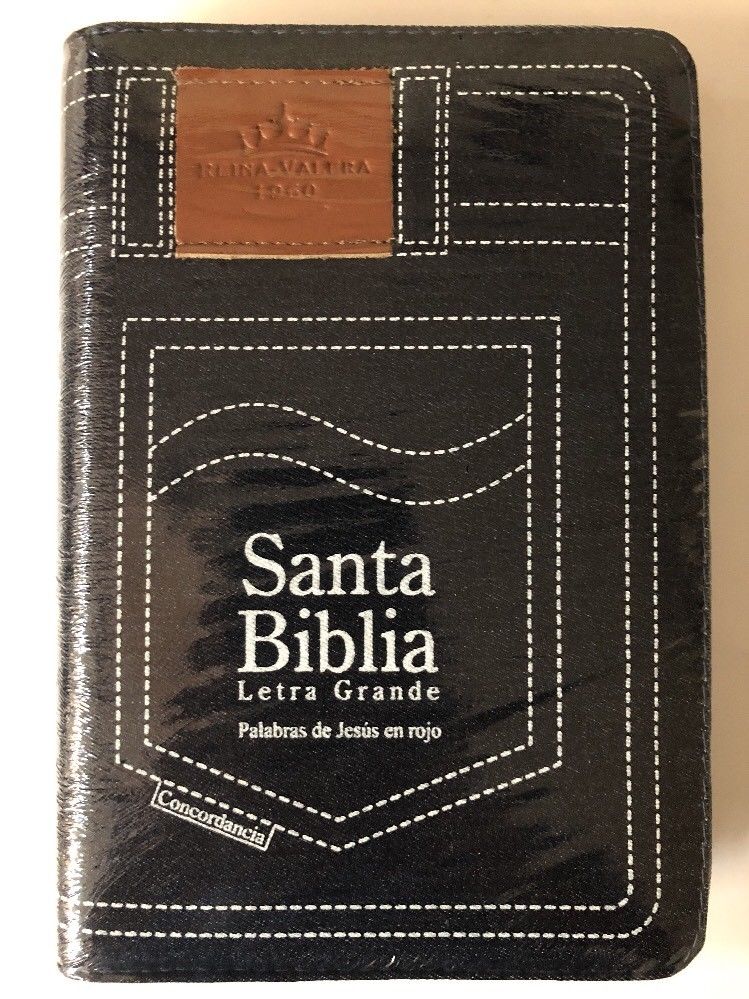 REINA-VALERA
1960
Santa
Biblia
Letra Grande
Palabras de Jesús en rojo
Concordancia